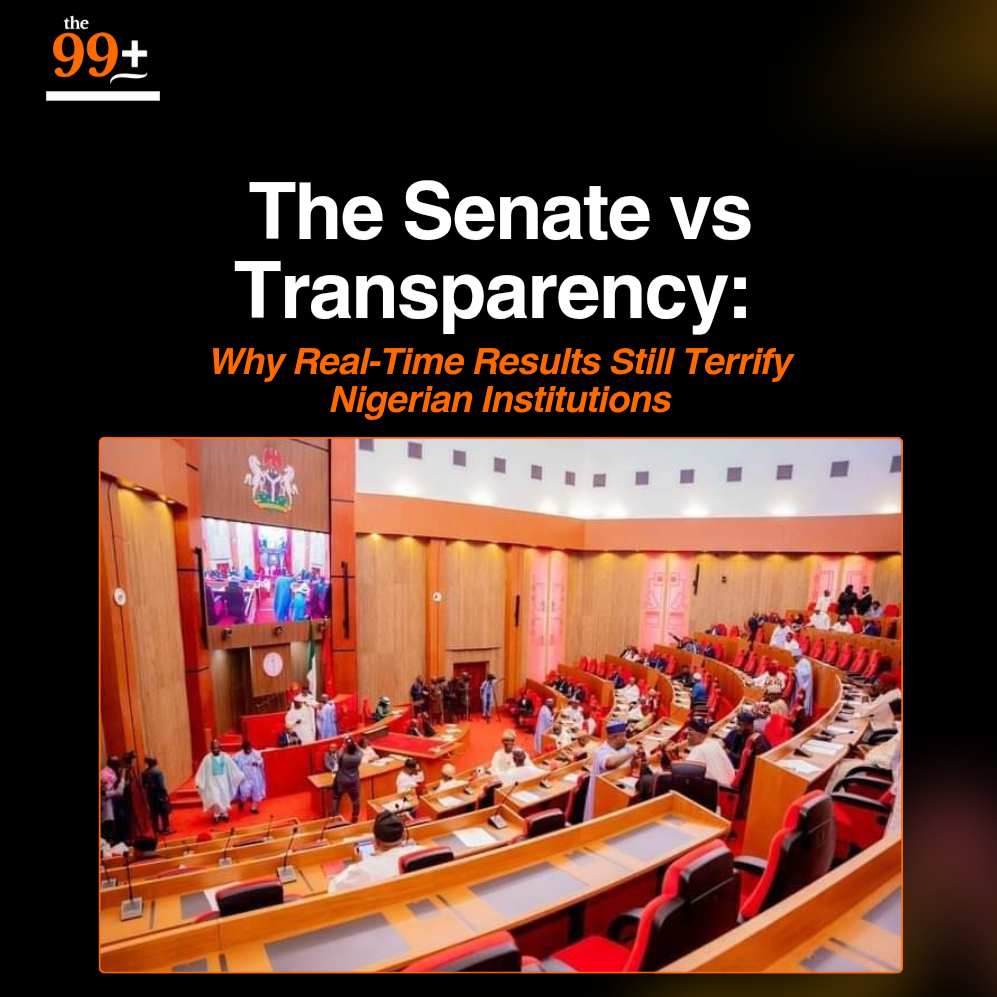 the
99+
The Senate vs
Transparency:
Why Real-Time Results Still Terrify
Nigerian Institutions